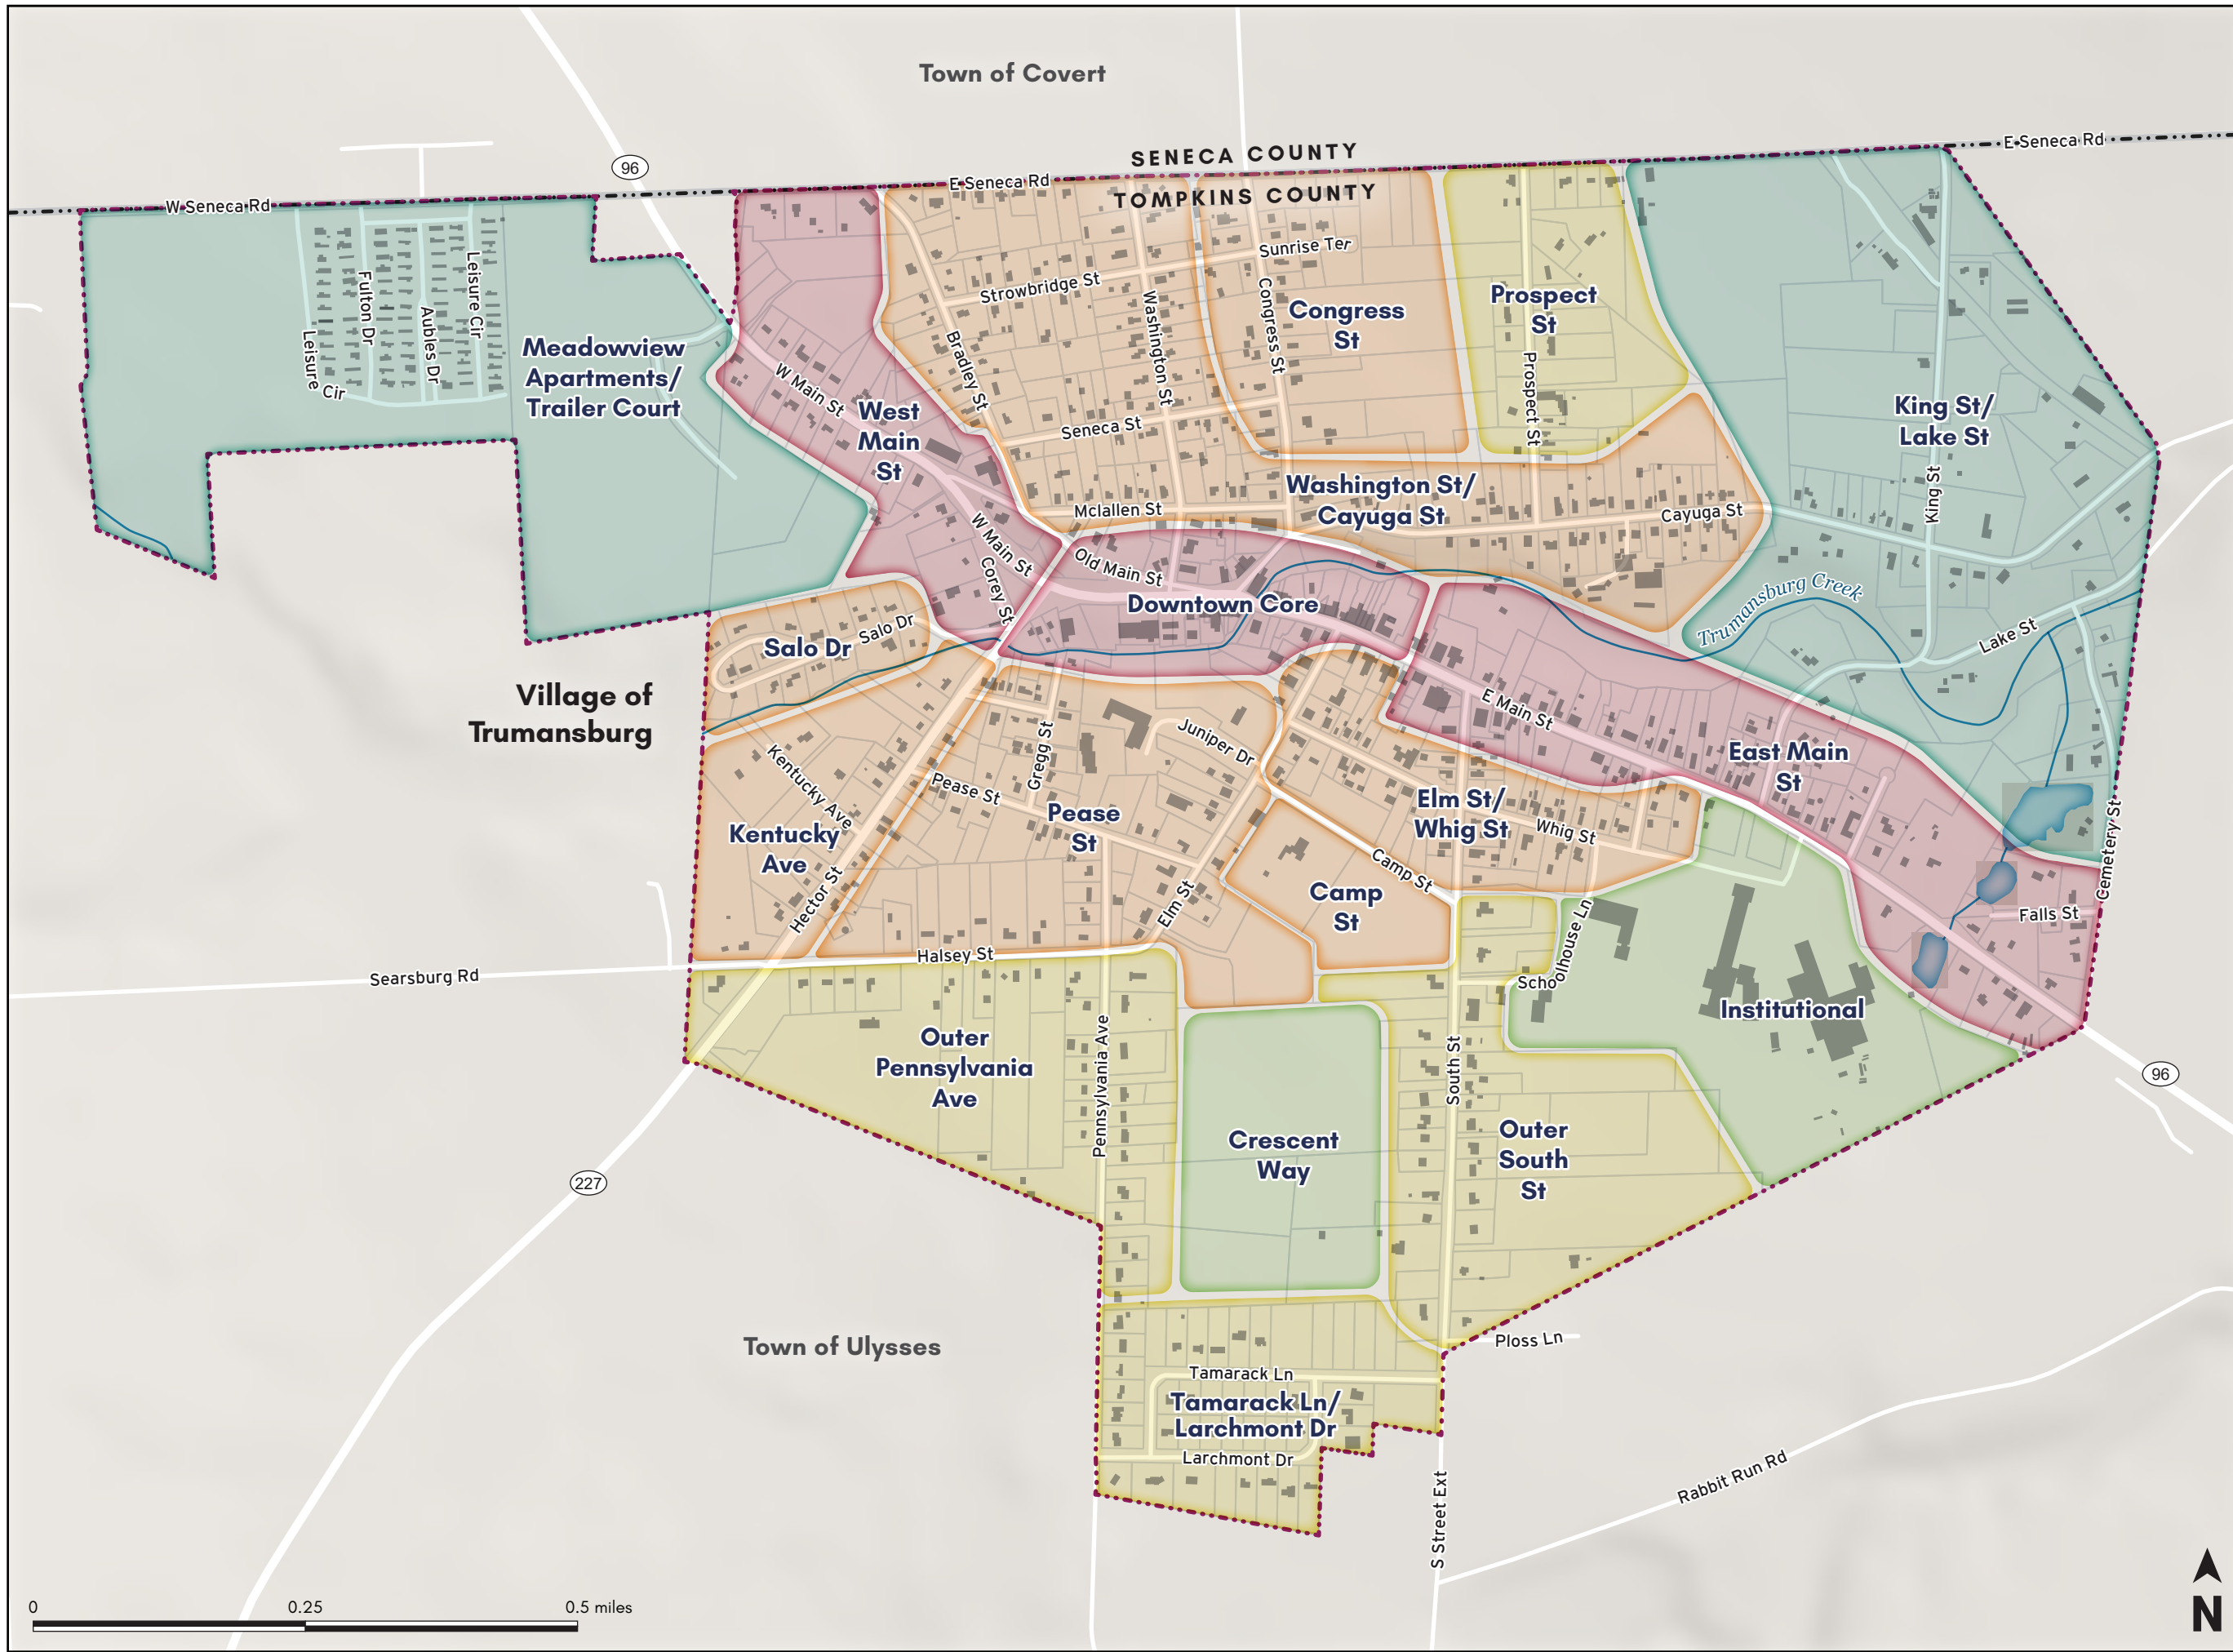 Town of Covert
SENECA COUNTY
E Seneca Rd
96
E Seneca Rd
TOMPKINS COUNTY
W Seneca Rd
Sunrise Ter
Strowbridge St
Leisure Cir
Fulton Dr
Aubles Dr
Leisure
Cir
Meadowview
Apartments/
Trailer Court
Washington St
Congress St
Congress
St
Prospect
St
Prospect St
Bradley St
W Main St
West
Main
St
Seneca St
King St/
Lake St
King St
Washington St/
Cayuga St
Mclallen St
Cayuga St
W Main St
Corey St
Old Main St
Downtown Core
Trumansburg Creek
Lake St
Salo Dr
Salo Dr
Village of
Trumansburg
E Main St
East Main
St
Juniper Dr
Gregg St
Kentucky Ave
Pease St
Pease
St
Kentucky
Ave
Elm St/
Whig St
Whig St
Camp St
Camp
St
Cemetery St
Falls St
Hector St
Elm St
Halsey St
Searsburg Rd
Schoolhouse Ln
Institutional
Outer
Pennsylvania
Ave
Pennsylvania Ave
South St
96
Crescent
Way
Outer
South
St
227
Town of Ulysses
Ploss Ln
Tamarack Ln
Tamarack Ln/
Larchmont Dr
Larchmont Dr
S Street Ext
Rabbit Run Rd
0
0.25
0.5 miles
N